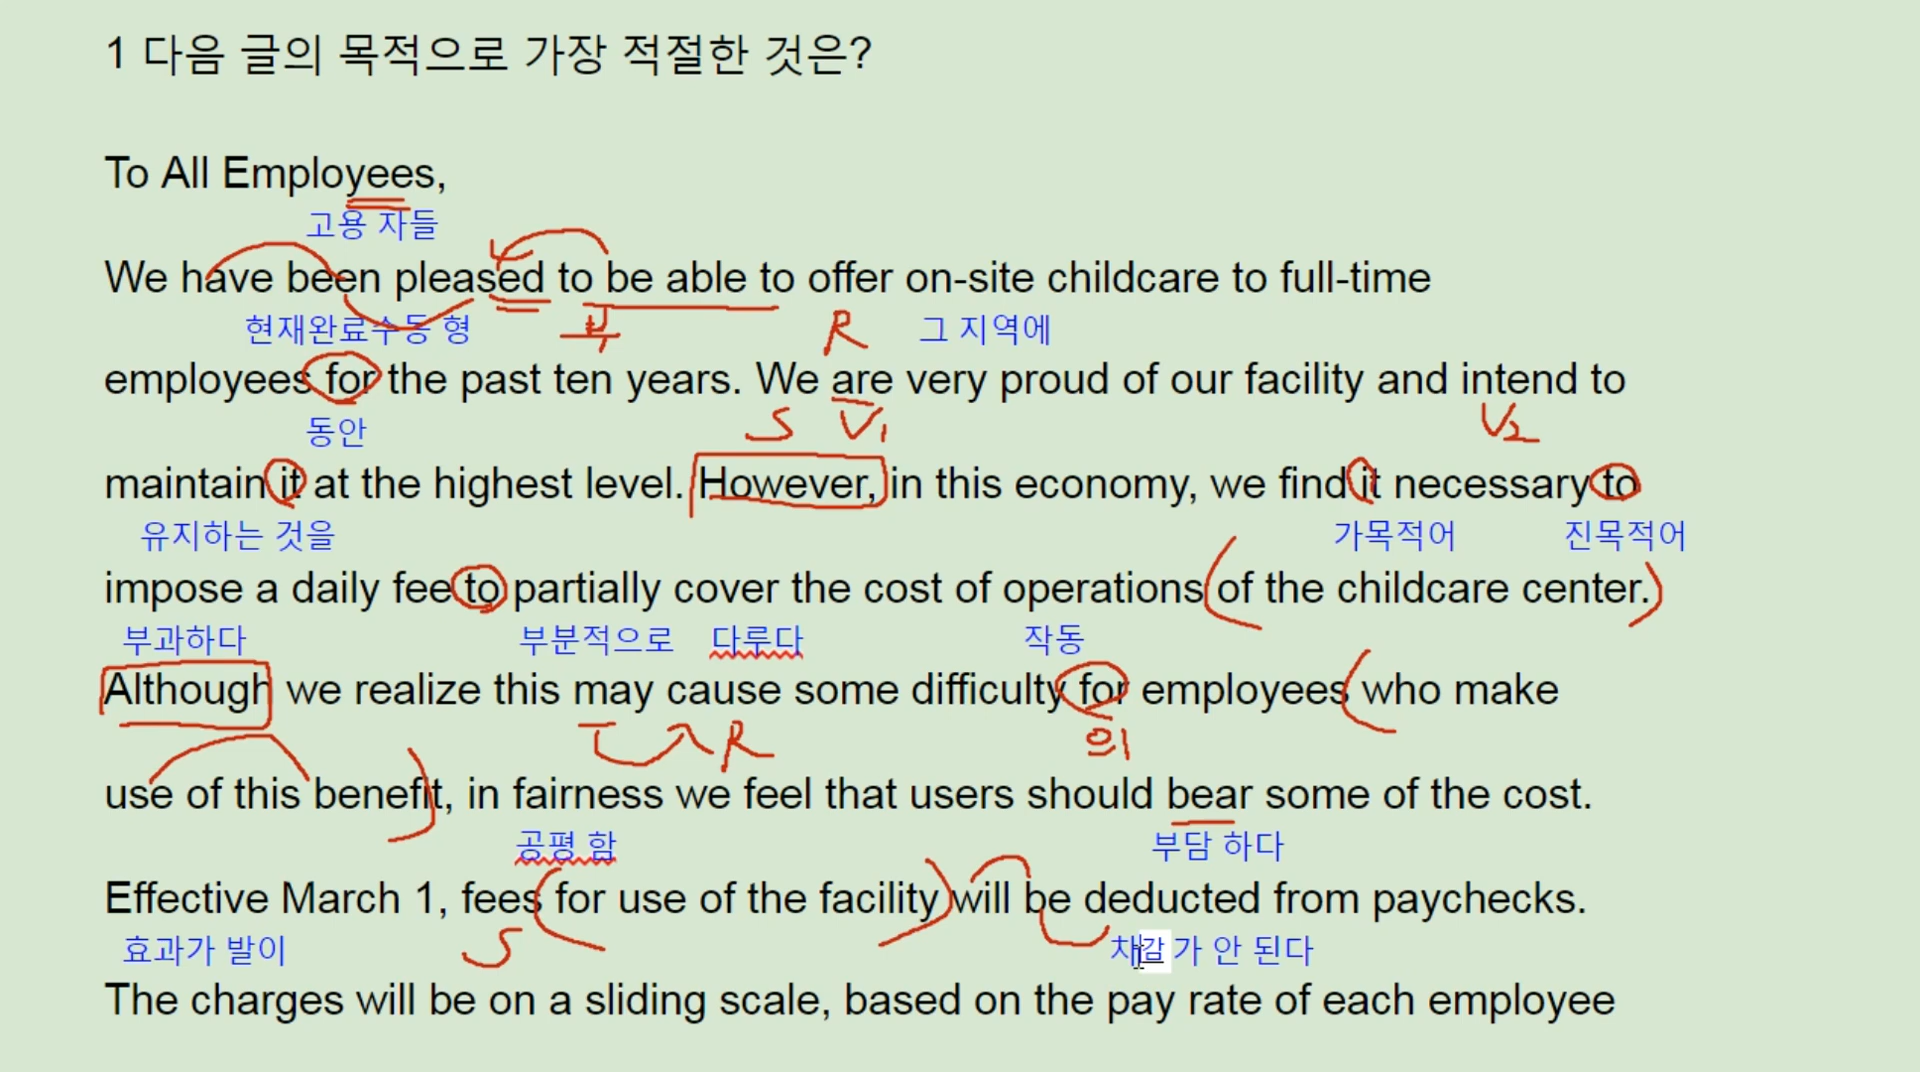 1 다음 글의 목적으로 가장 적절한 것은?
To All Employees,
고용 자들
We have been pleased to be able to offer on-site childcare to full-time
현재완료수동 형 부 R 그 지역에
employees for the past ten years. We are very proud of our facility and intend to
동안 S V1 V2
maintain it at the highest level. However, in this economy, we find it necessary to
유지하는 것을 가목적어 진목적어
impose a daily fee to partially cover the cost of operations of the childcare center.
부과하다 부분적으로 다루다 작동
Although we realize this may cause some difficulty for employees who make
R 의
use of this benefit, in fairness we feel that users should bear some of the cost.
공평 함 부담 하다
Effective March 1, fees for use of the facility will be deducted from paychecks.
효과가 발이 S 차감 가 안 된다
The charges will be on a sliding scale, based on the pay rate of each employee